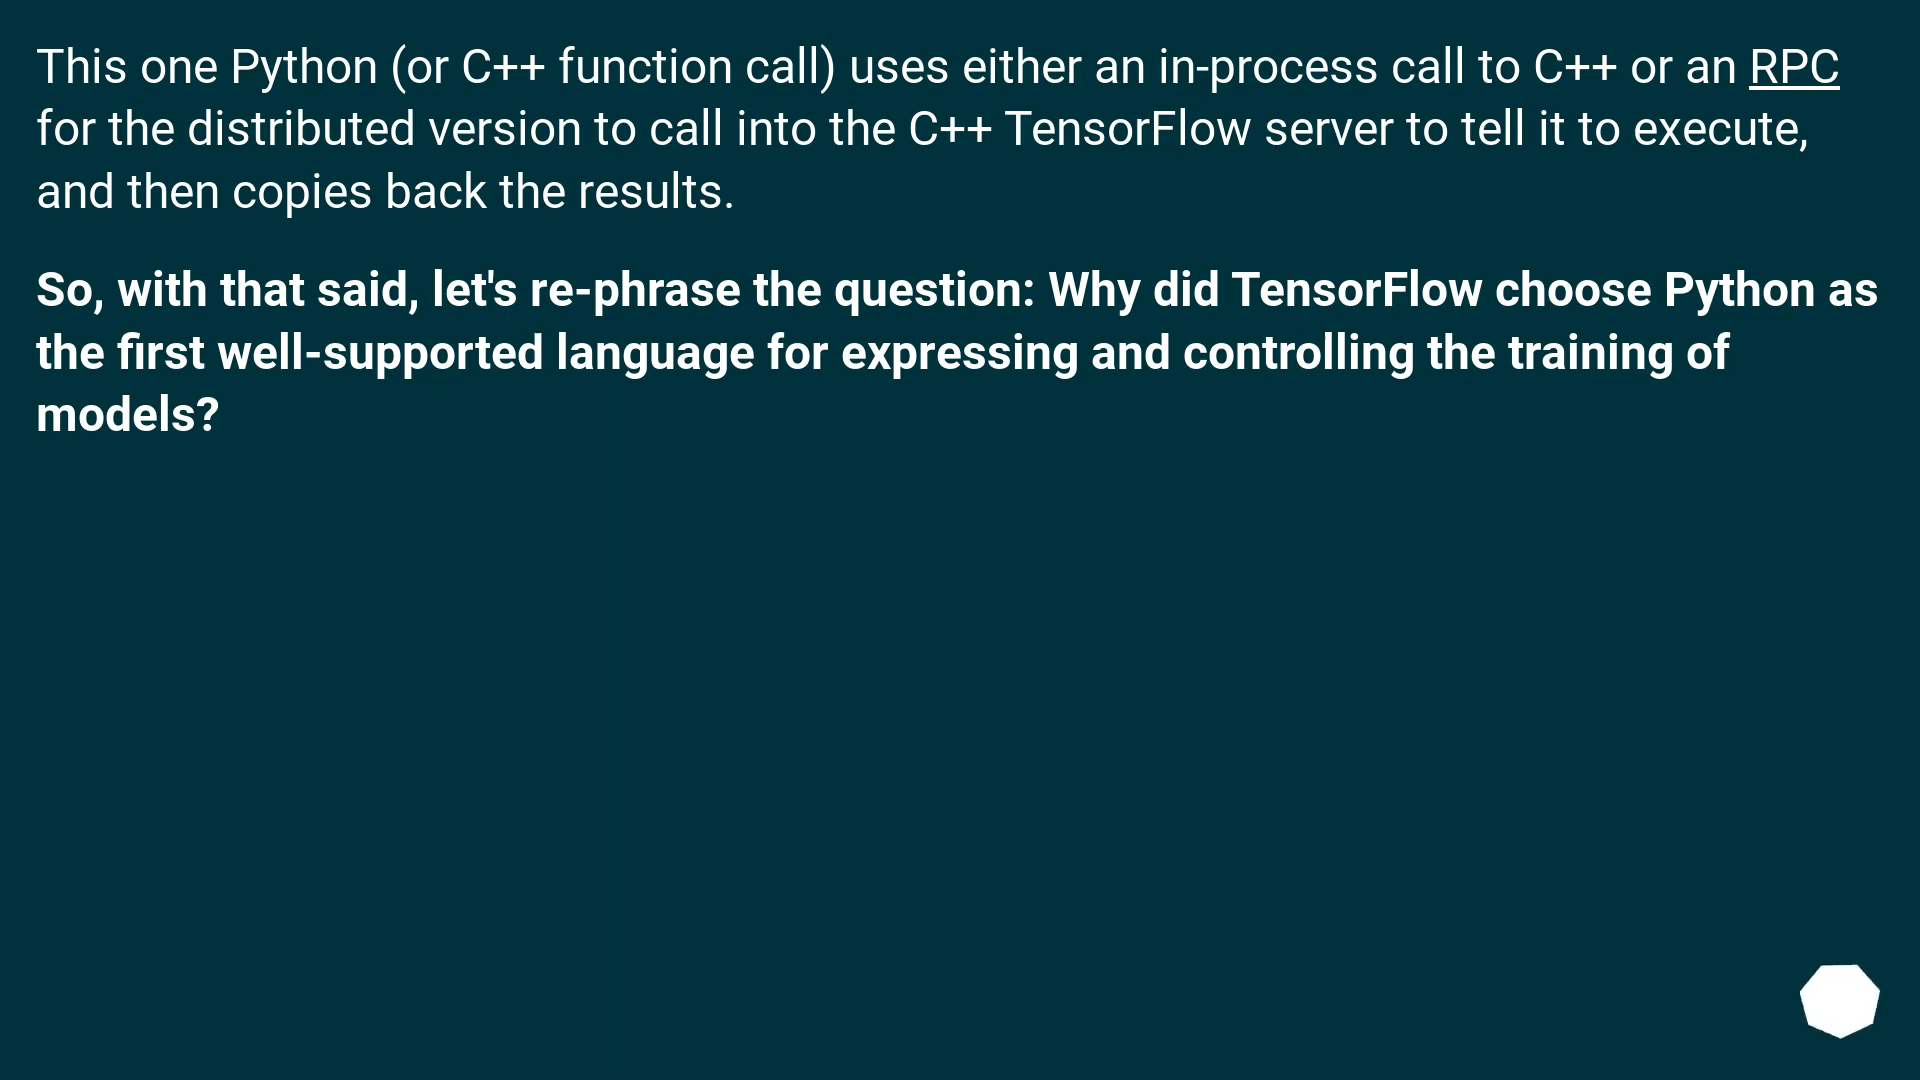 This one Python (or C++ function call) uses either an in-process call to C++ or an RPC
for the distributed version to call into the C++ TensorFlow server to tell it to execute,
and then copies back the results.
So, with that said, let's re-phrase the question: Why did TensorFlow choose Python as
the first well-supported language for expressing and controlling the training of
models?